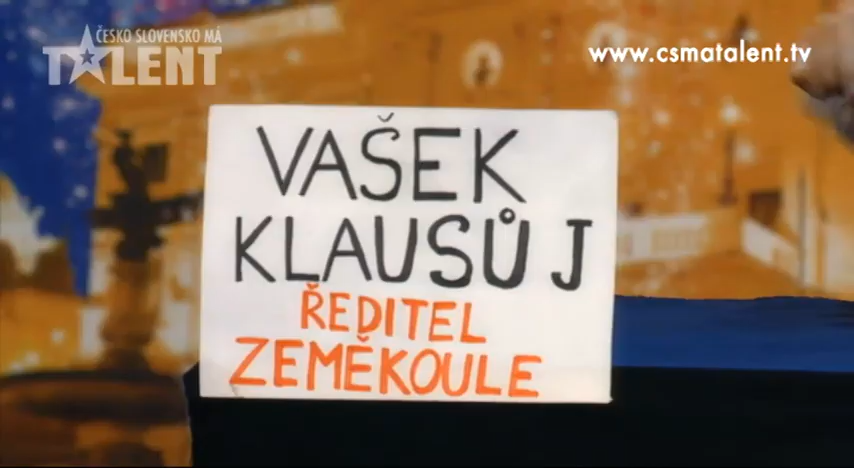 ČESKO SLOVENSKO MÁ
TALENT
www.csmatalent.tv
VAŠEK
KLAUSŮ J
ŘEDITEL
ZEMĚKOULE